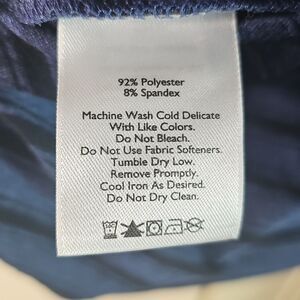 92% Polyester
8% Spandex
Machine Wash Cold Delicate
With Like Colors.
Do Not Bleach.
Do Not Use Fabric Softeners.
Tumble Dry Low.
Remove Promptly.
Cool Iron As Desired.
Do Not Dry Clean.